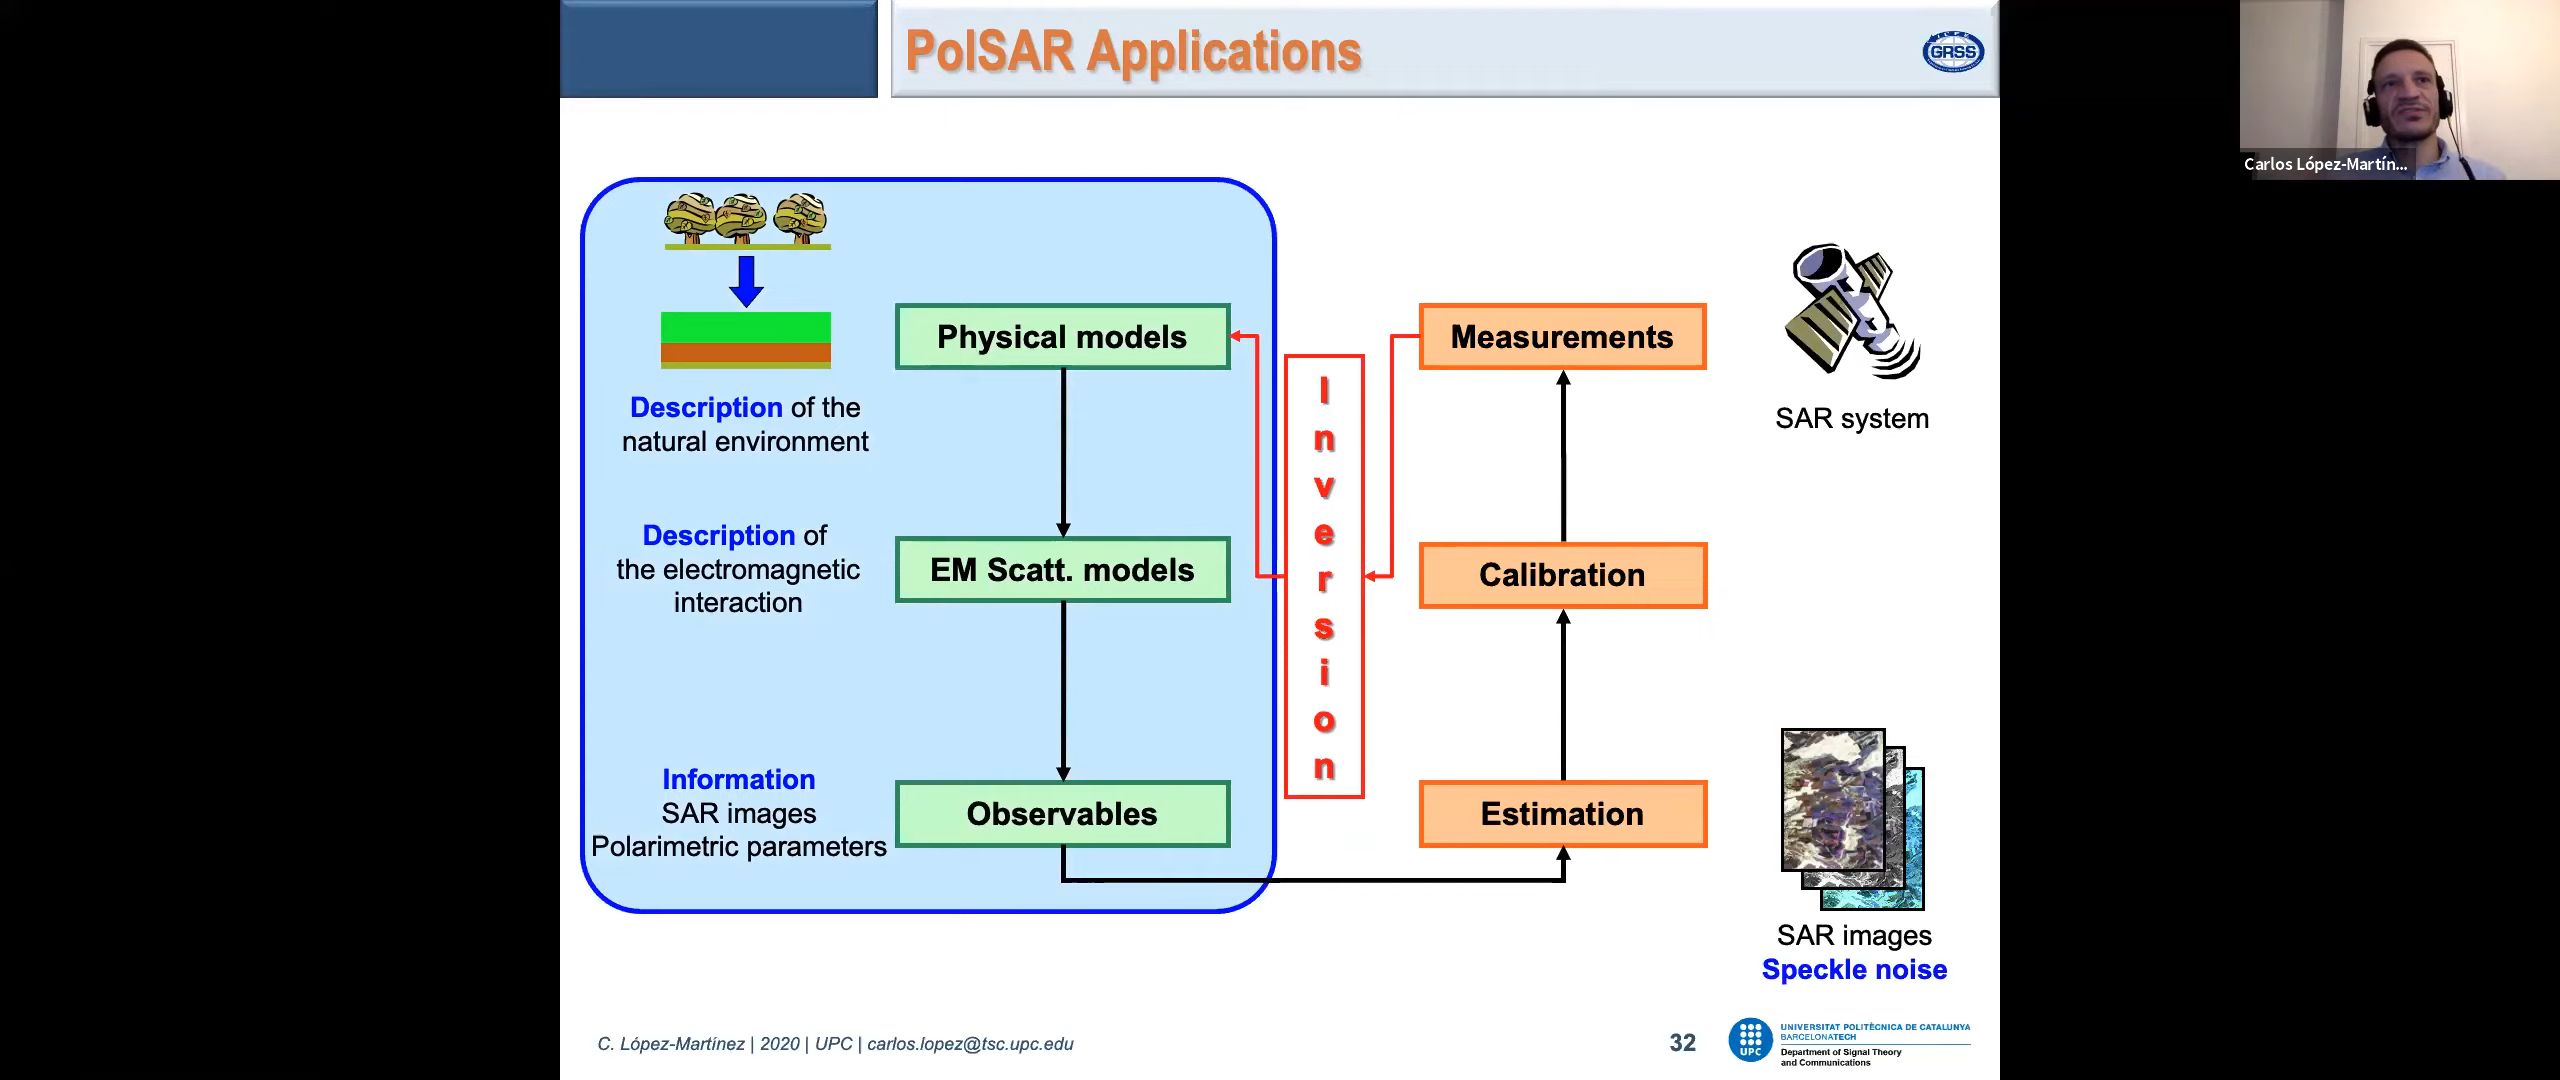 PolSAR Applications
GRSS
Carlos López-Martín...
Physical models
Measurements
Description of the
natural environment
SAR system
Description of
the electromagnetic
interaction
EM Scatt. models
Inversion
Calibration
Information
SAR images
Polarimetric parameters
Observables
Estimation
SAR images
Speckle noise
C. López-Martínez | 2020 | UPC | carlos.lopez@tsc.upc.edu
32
UPC
UNIVERSITAT POLITÈCNICA DE CATALUNYA
BARCELONATECH
Department of Signal Theory
and Communications